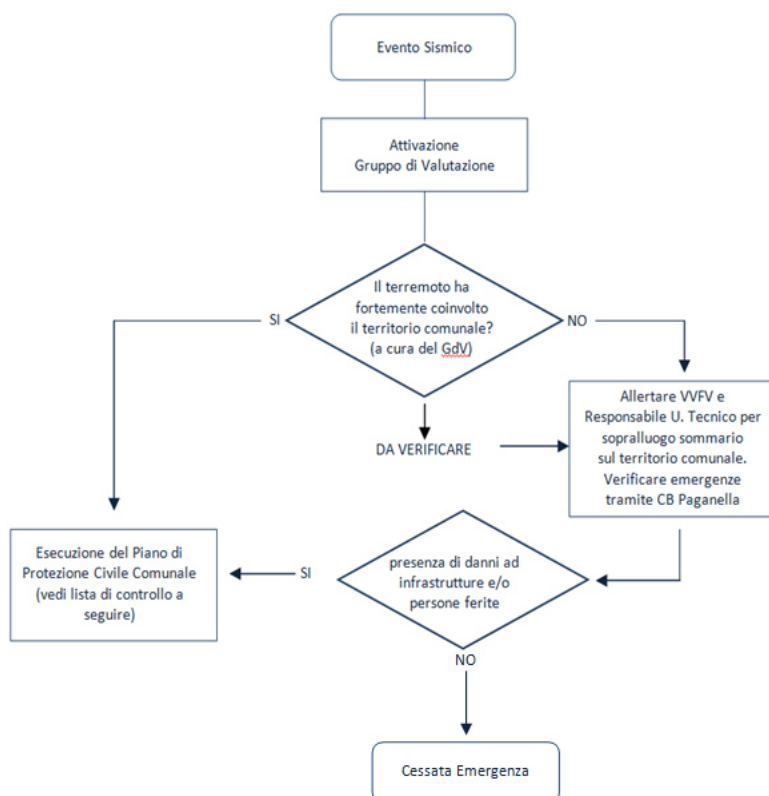 Evento Sismico
Attivazione
Gruppo di Valutazione
Il terremoto ha
fortemente coinvolto
il territorio comunale?
(a cura del GdV)
SI
NO
DA VERIFICARE
Allertare VVFV e
Responsabile U. Tecnico per
sopralluogo sommario
sul territorio comunale.
Verificare emergenze
tramite CB Paganella
presenza di danni ad
infrastrutture e/o
persone ferite
SI
Esecuzione del Piano di
Protezione Civile Comunale
(vedi lista di controllo a
seguire)
NO
Cessata Emergenza